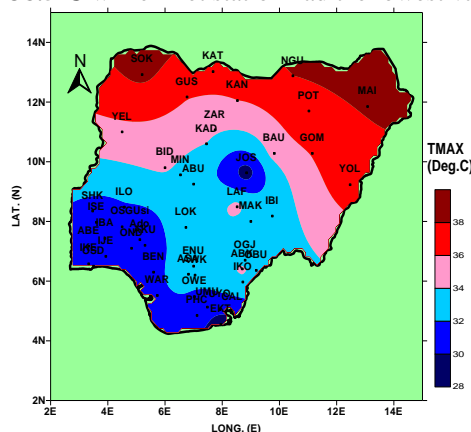 14N
12N
10N
8N
6N
4N
2N
LAT. (N)
N
SOK
KAT
NGU
GUS
KAN
MAI
POT
YEL
ZAR
KAD
BAU
GOM
BID
MIN
ABU
JOS
YOL
SHK
ILO
LAF
MAK
IBI
ISE
LOK
IBA
ABE
IJE
ENU
OGJ
BEN
AWK
IKO
WAR
OWE
2E
4E
6E
8E
10E
12E
14E
LONG. (E)
TMAX
(Deg.C)
38
36
34
32
30
28